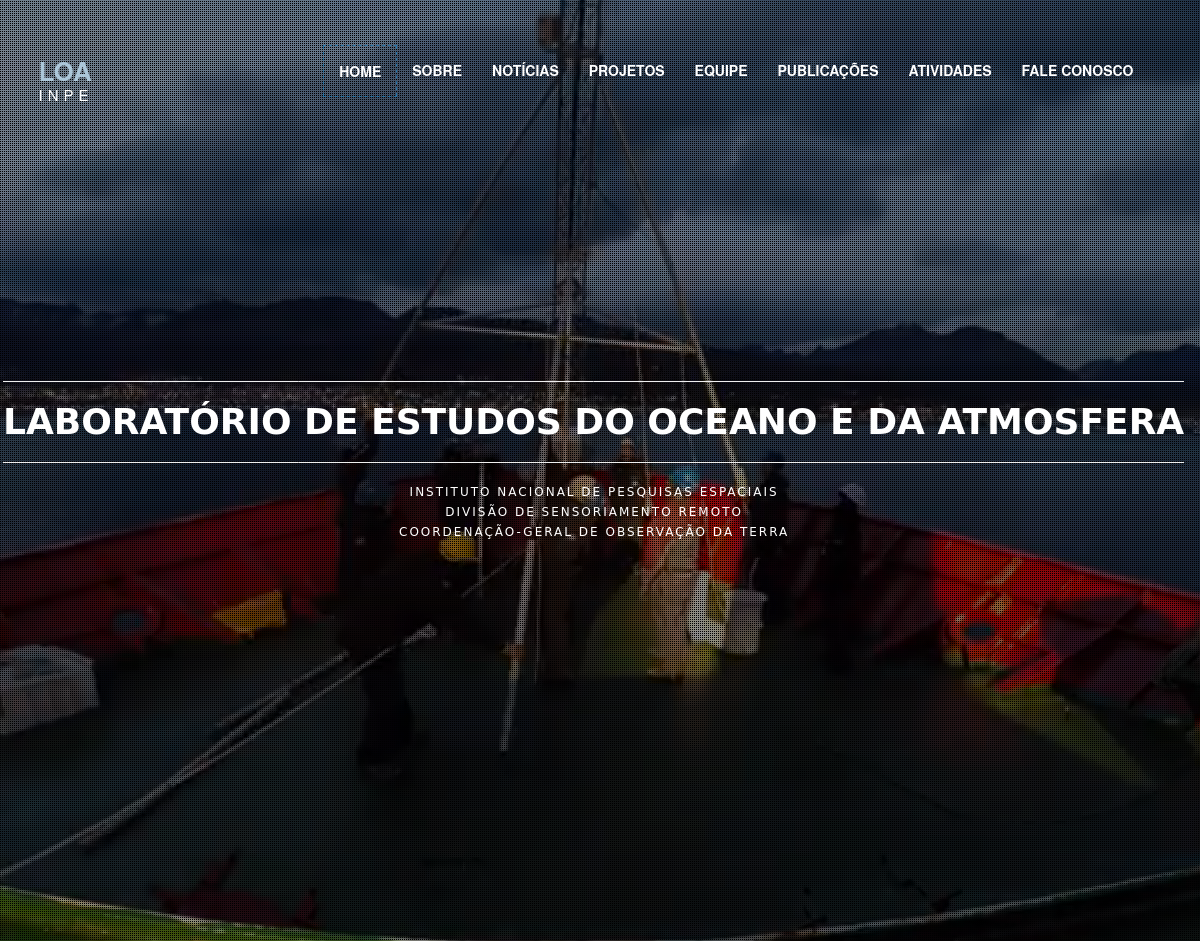 LOA
INPE
HOME SOBRE NOTÍCIAS PROJETOS EQUIPE PUBLICAÇÕES ATIVIDADES FALE CONOSCO
LABORATÓRIO DE ESTUDOS DO OCEANO E DA ATMOSFERA
INSTITUTO NACIONAL DE PESQUISAS ESPACIAIS
DIVISÃO DE SENSORIAMENTO REMOTO
COORDENAÇÃO-GERAL DE OBSERVAÇÃO DA TERRA